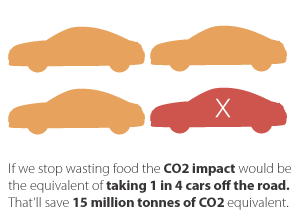 X
If we stop wasting food the CO2 impact would be
the equivalent of taking 1 in 4 cars off the road.
That'll save 15 million tonnes of CO2 equivalent.